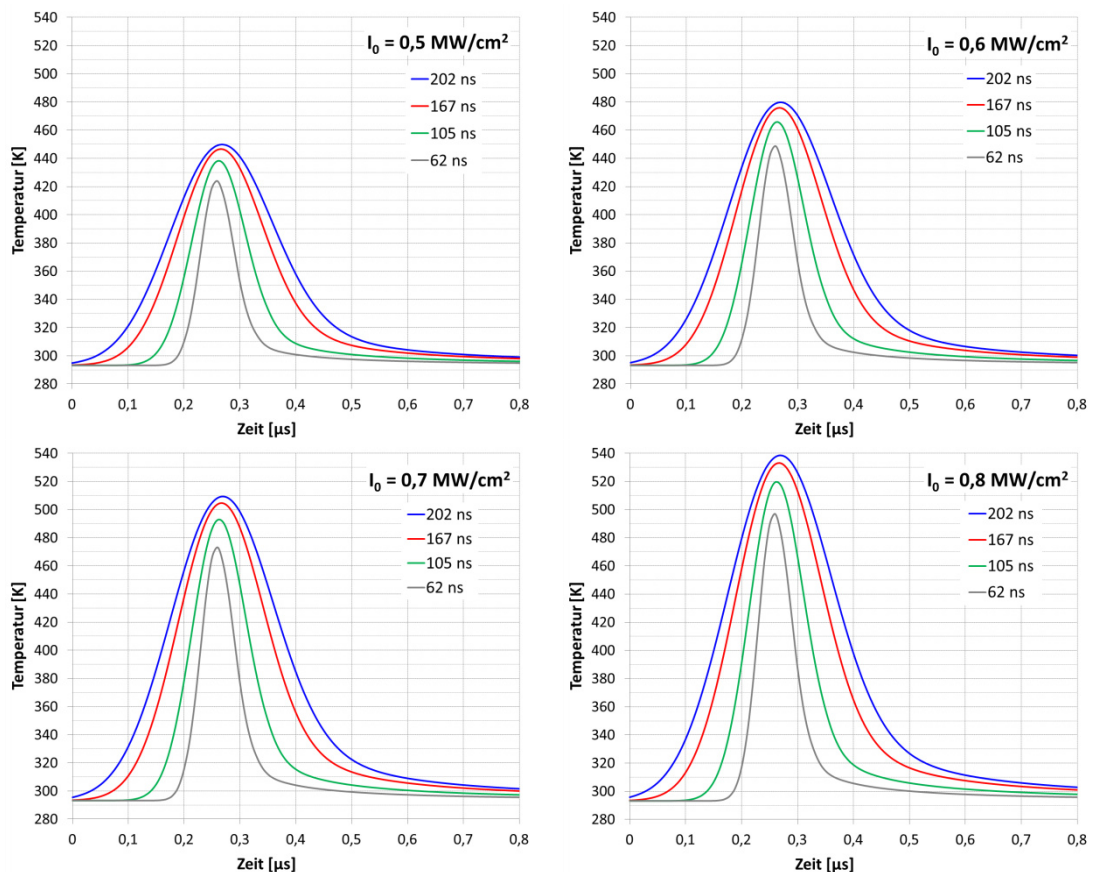 I₀ = 0,5 MW/cm²
202 ns
167 ns
105 ns
62 ns
Temperatur [K]
540
520
500
480
460
440
420
400
380
360
340
320
300
280
0 0,1 0,2 0,3 0,4 0,5 0,6 0,7 0,8
Zeit [µs]
I₀ = 0,6 MW/cm²
202 ns
167 ns
105 ns
62 ns
Temperatur [K]
540
520
500
480
460
440
420
400
380
360
340
320
300
280
0 0,1 0,2 0,3 0,4 0,5 0,6 0,7 0,8
Zeit [µs]
I₀ = 0,7 MW/cm²
202 ns
167 ns
105 ns
62 ns
Temperatur [K]
540
520
500
480
460
440
420
400
380
360
340
320
300
280
0 0,1 0,2 0,3 0,4 0,5 0,6 0,7 0,8
Zeit [µs]
I₀ = 0,8 MW/cm²
202 ns
167 ns
105 ns
62 ns
Temperatur [K]
540
520
500
480
460
440
420
400
380
360
340
320
300
280
0 0,1 0,2 0,3 0,4 0,5 0,6 0,7 0,8
Zeit [µs]